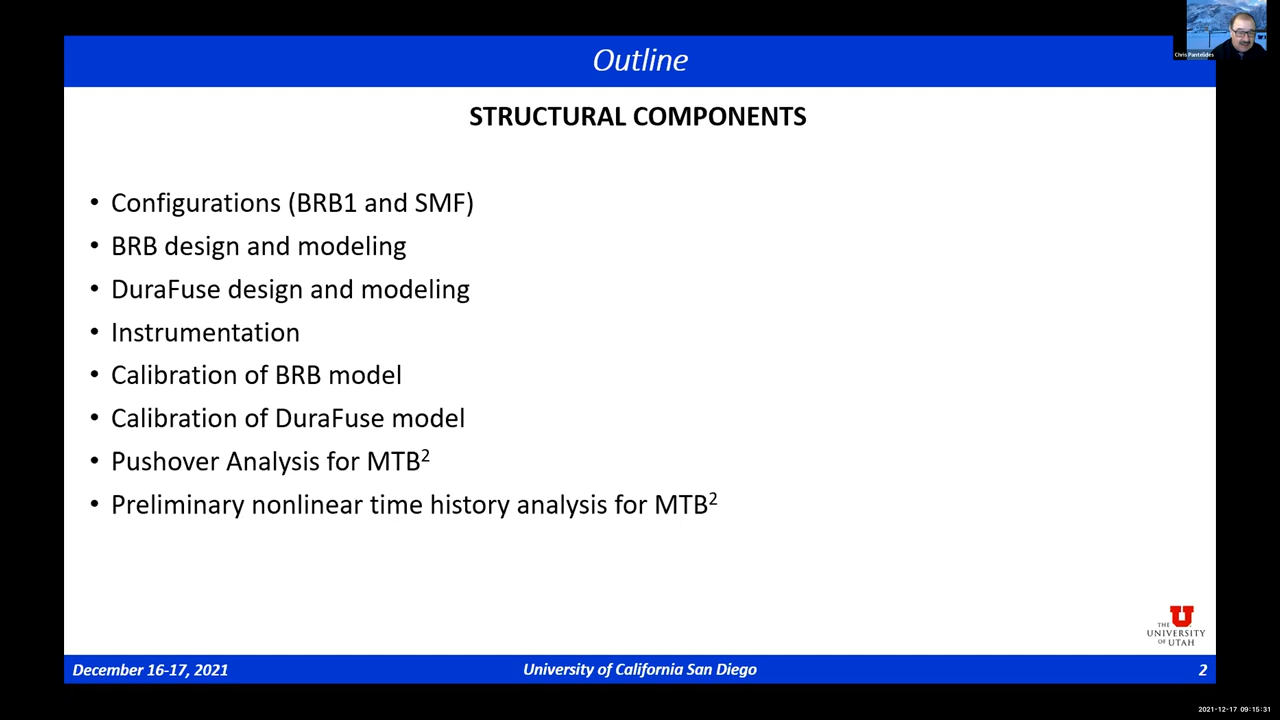 Outline
Chris Pantelides
STRUCTURAL COMPONENTS
• Configurations (BRB1 and SMF)
• BRB design and modeling
• DuraFuse design and modeling
• Instrumentation
• Calibration of BRB model
• Calibration of DuraFuse model
• Pushover Analysis for MTB²
• Preliminary nonlinear time history analysis for MTB²
THE
UNIVERSITY
OF UTAH
December 16-17, 2021
University of California San Diego
2
2021-12-17 09:15:31